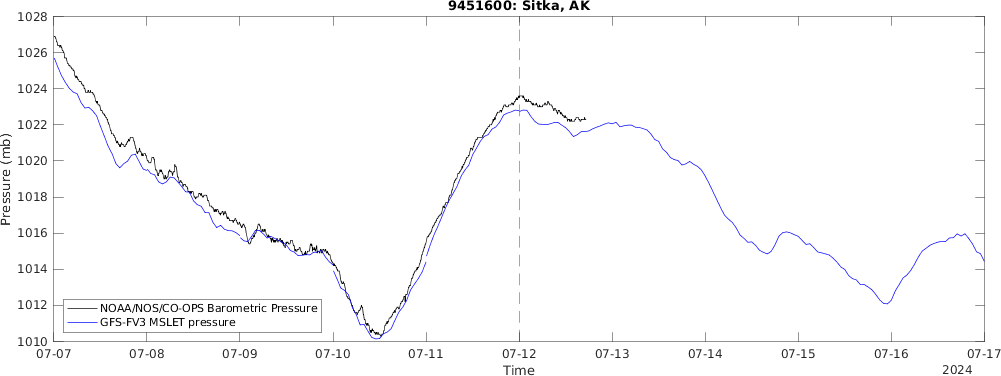 9451600: Sitka, AK
Pressure (mb)
1028
1026
1024
1022
1020
1018
1016
1014
1012
1010
NOAA/NOS/CO-OPS Barometric Pressure
GFS-FV3 MSLET pressure
07-07 07-08 07-09 07-10 07-11 07-12 07-13 07-14 07-15 07-16 07-17
Time
2024